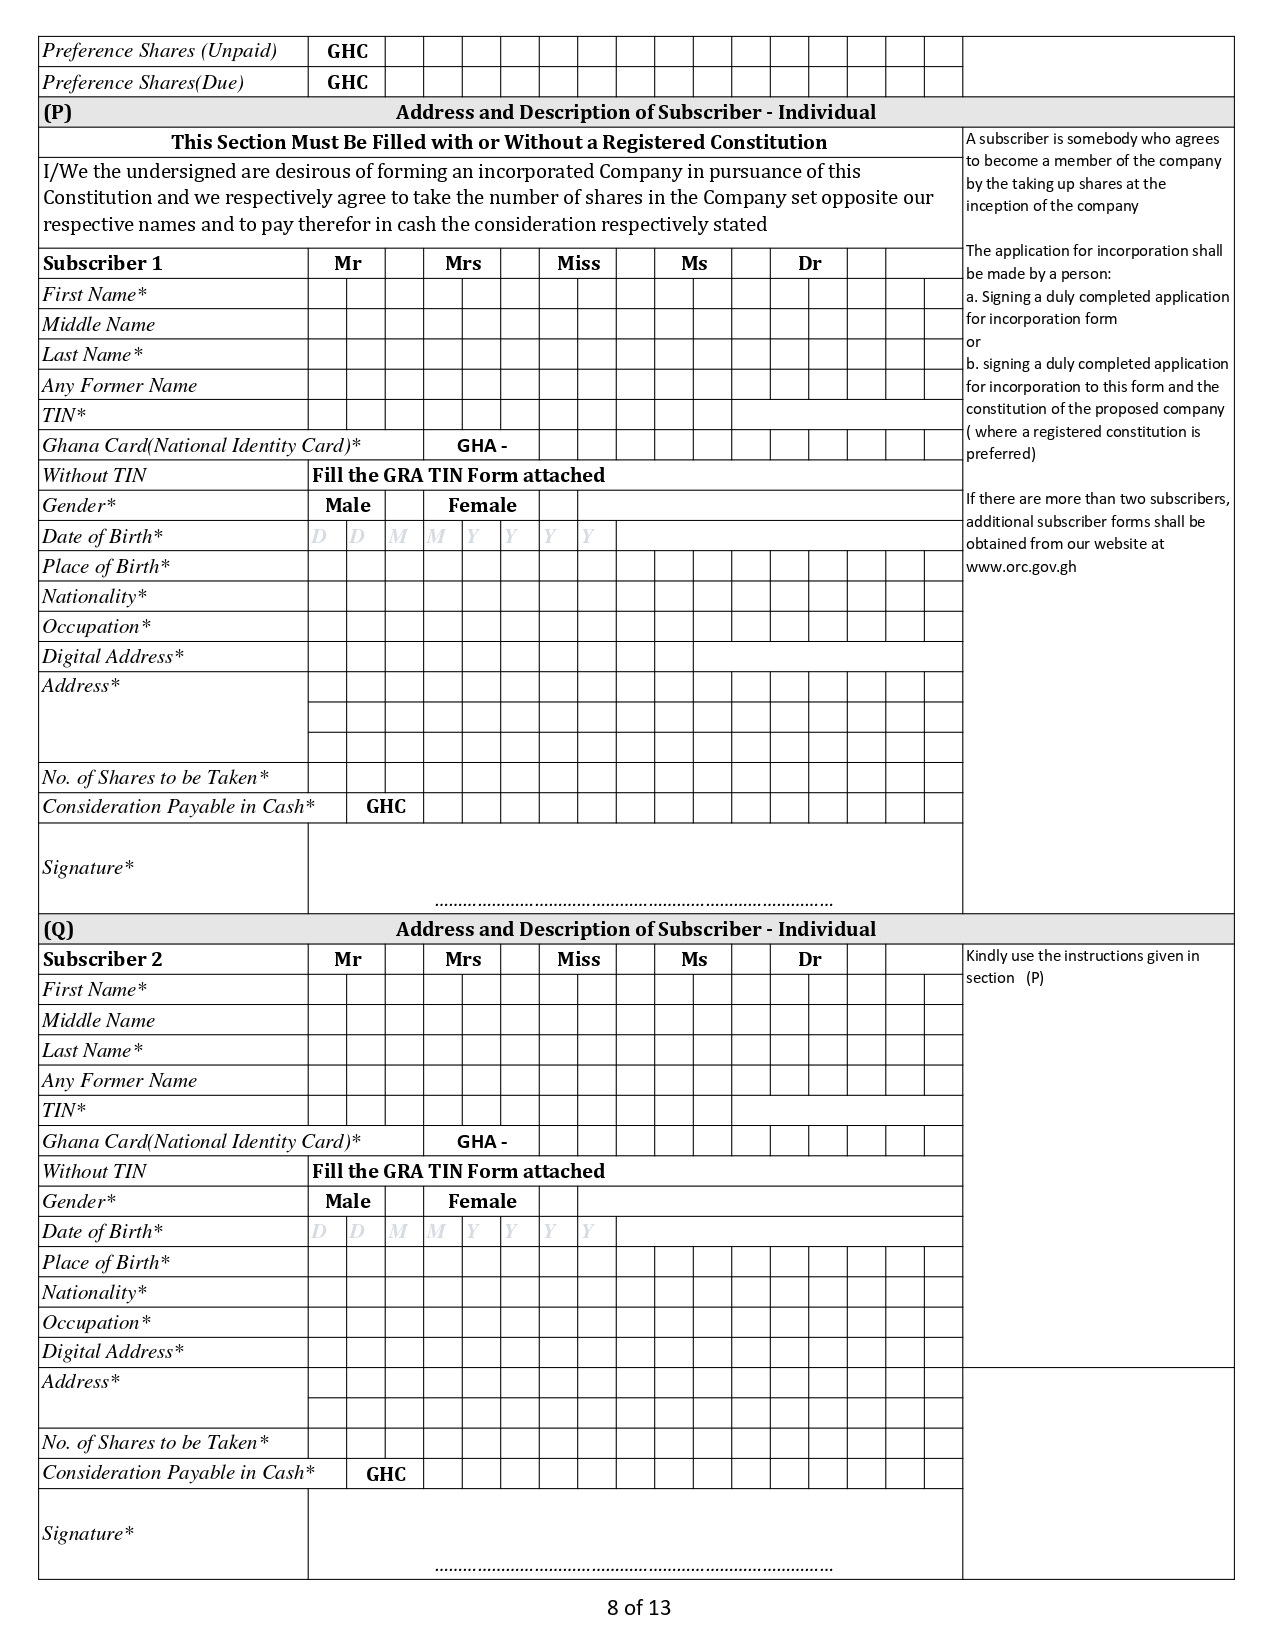 Preference Shares (Unpaid) GHC
Preference Shares(Due) GHC
(P) Address and Description of Subscriber - Individual
This Section Must Be Filled with or Without a Registered Constitution
I/We the undersigned are desirous of forming an incorporated Company in pursuance of this
Constitution and we respectively agree to take the number of shares in the Company set opposite our
respective names and to pay therefor in cash the consideration respectively stated
Subscriber 1 Mr Mrs Miss Ms Dr
First Name*
Middle Name
Last Name*
Any Former Name
TIN*
Ghana Card(National Identity Card)* GHA -
Without TIN Fill the GRA TIN Form attached
Gender* Male Female
Date of Birth* D D M M Y Y Y Y
Place of Birth*
Nationality*
Occupation*
Digital Address*
Address*
No. of Shares to be Taken*
Consideration Payable in Cash* GHC
Signature*
................................................................................
A subscriber is somebody who agrees
to become a member of the company
by the taking up shares at the
inception of the company
The application for incorporation shall
be made by a person:
a. Signing a duly completed application
for incorporation form
or
b. signing a duly completed application
for incorporation to this form and the
constitution of the proposed company
( where a registered constitution is
preferred)
If there are more than two subscribers,
additional subscriber forms shall be
obtained from our website at
www.orc.gov.gh
(Q) Address and Description of Subscriber - Individual
Subscriber 2 Mr Mrs Miss Ms Dr
First Name*
Middle Name
Last Name*
Any Former Name
TIN*
Ghana Card(National Identity Card)* GHA -
Without TIN Fill the GRA TIN Form attached
Gender* Male Female
Date of Birth* D D M M Y Y Y Y
Place of Birth*
Nationality*
Occupation*
Digital Address*
Address*
No. of Shares to be Taken*
Consideration Payable in Cash* GHC
Signature*
................................................................................
Kindly use the instructions given in
section (P)
8 of 13